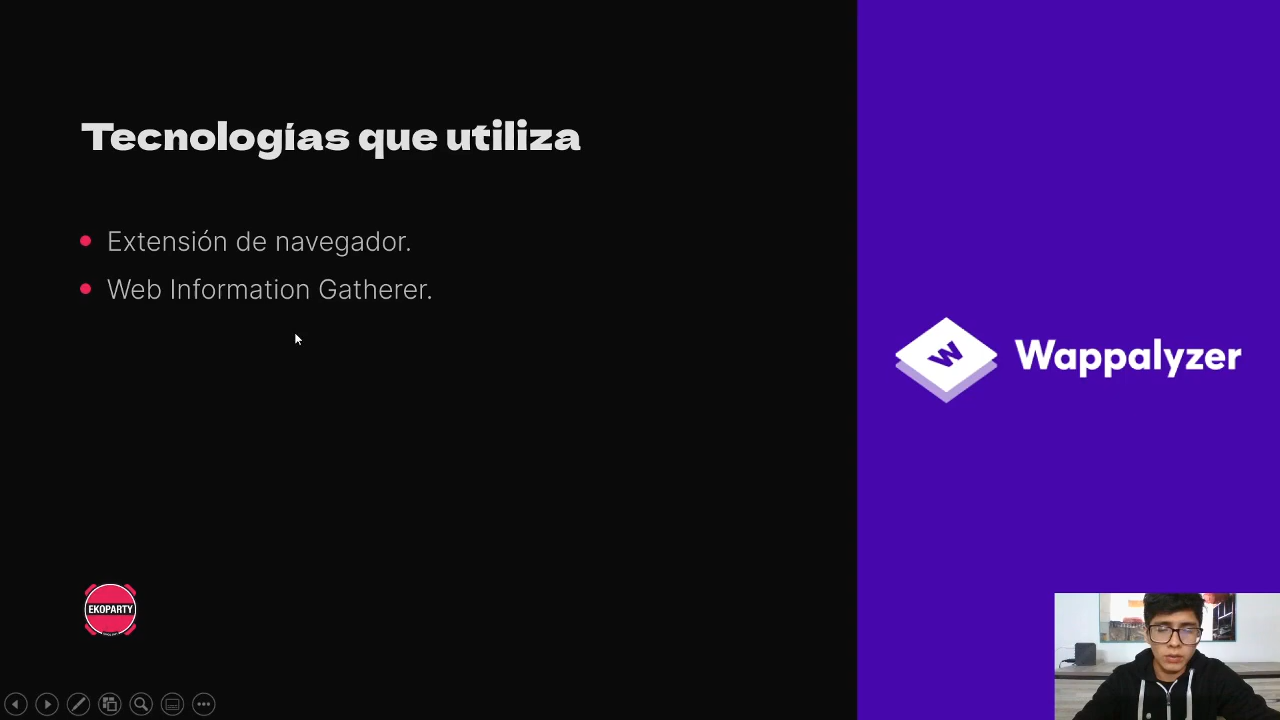 Tecnologías que utiliza
Extensión de navegador.
Web Information Gatherer.
W
Wappalyzer
EKOPARTY